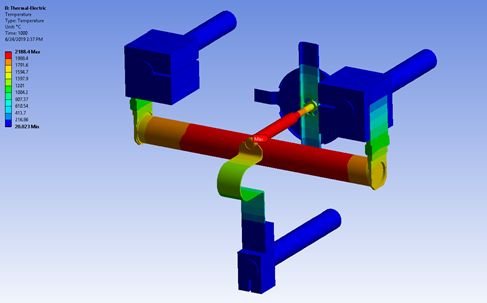 B: Thermal-Electric
Temperature
Type: Temperature
Unit: °C
Time: 1000
6/24/2019 2:37 PM
2188.4 Max
1988.4
1791.6
1594.7
1397.9
1201
1004.3
807.37
610.54
413.7
216.86
20.023 Min
Max